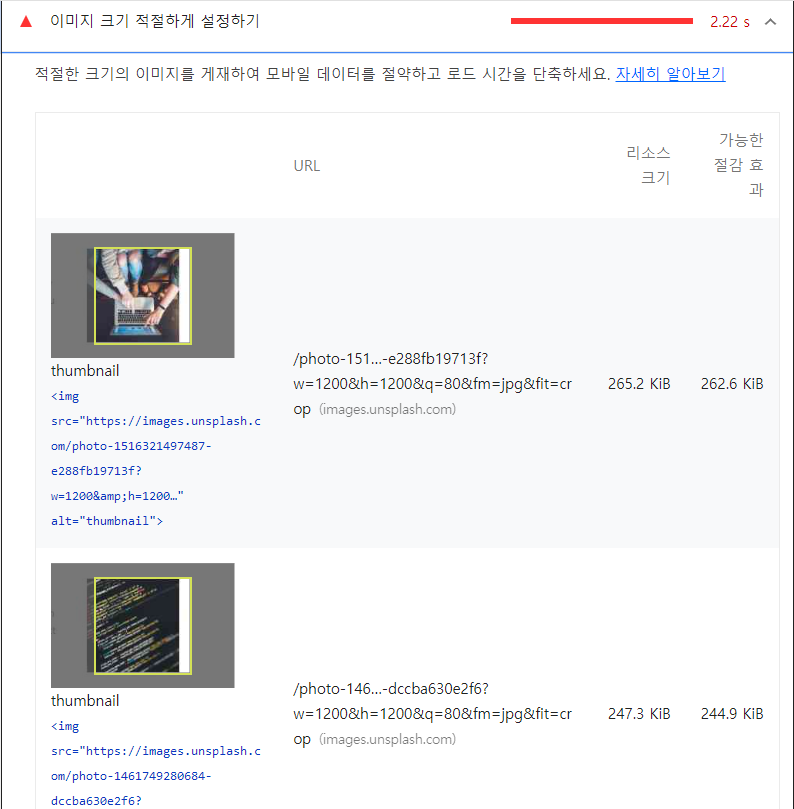 이미지 크기 적절하게 설정하기 2.22 s
적절한 크기의 이미지를 게재하여 모바일 데이터를 절약하고 로드 시간을 단축하세요. 자세히 알아보기
URL
리소스
크기
가능한
절감 효
과
thumbnail
<img
src="https://images.unsplash.c
om/photo-1516321497487-
e288fb19713f?
w=1200&amp;h=1200…"
alt="thumbnail">
/photo-151…-e288fb19713f?
w=1200&h=1200&q=80&fm=jpg&fit=cr
op (images.unsplash.com)
265.2 KiB
262.6 KiB
thumbnail
<img
src="https://images.unsplash.c
om/photo-1461749280684-
dccba630e2f6?
/photo-146…-dccba630e2f6?
w=1200&h=1200&q=80&fm=jpg&fit=cr
op (images.unsplash.com)
247.3 KiB
244.9 KiB